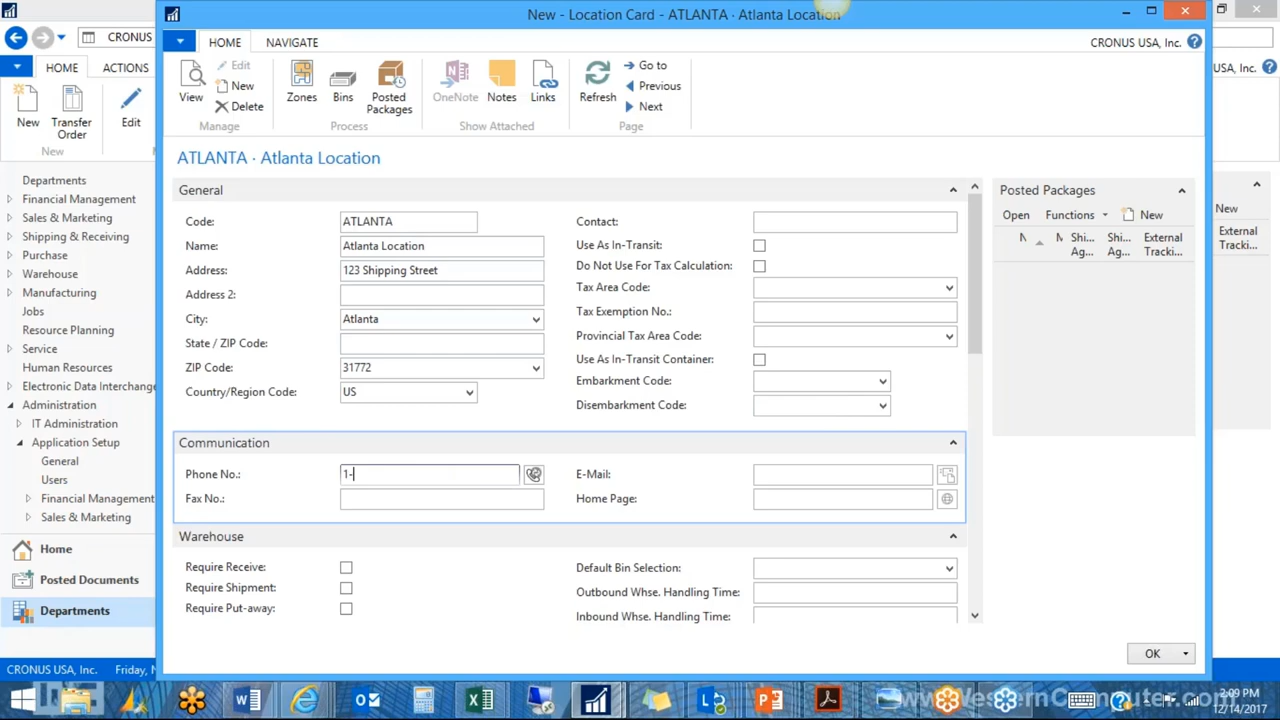 New - Location Card - ATLANTA · Atlanta Location
CRONUS
HOME
ACTIONS
HOME
NAVIGATE
CRONUS USA, Inc.
USA, Inc.
New
Transfer Order
Edit
New
View
Edit
New
Delete
Manage
Zones
Bins
Posted Packages
Process
OneNote
Notes
Links
Show Attached
Refresh
Go to
Previous
Next
Page
Departments
Financial Management
Sales & Marketing
Shipping & Receiving
Purchase
Warehouse
Manufacturing
Jobs
Resource Planning
Service
Human Resources
Electronic Data Interchange
Administration
IT Administration
Application Setup
General
Users
Financial Management
Sales & Marketing
Home
Posted Documents
Departments
ATLANTA · Atlanta Location
General
Code: ATLANTA
Name: Atlanta Location
Address: 123 Shipping Street
Address 2:
City: Atlanta
State / ZIP Code:
ZIP Code: 31772
Country/Region Code: US
Contact:
Use As In-Transit:
Do Not Use For Tax Calculation:
Tax Area Code:
Tax Exemption No.:
Provincial Tax Area Code:
Use As In-Transit Container:
Embarkment Code:
Disembarkment Code:
Communication
Phone No.: 1-
Fax No.:
E-Mail:
Home Page:
Warehouse
Require Receive:
Require Shipment:
Require Put-away:
Default Bin Selection:
Outbound Whse. Handling Time:
Inbound Whse. Handling Time:
Posted Packages
Open
Functions
New
N
M
Shi... Ag...
Shi... Ag...
External Tracki...
New
External
Tracki...
OK
CRONUS USA, Inc.
Friday,
2:09 PM
12/14/2017